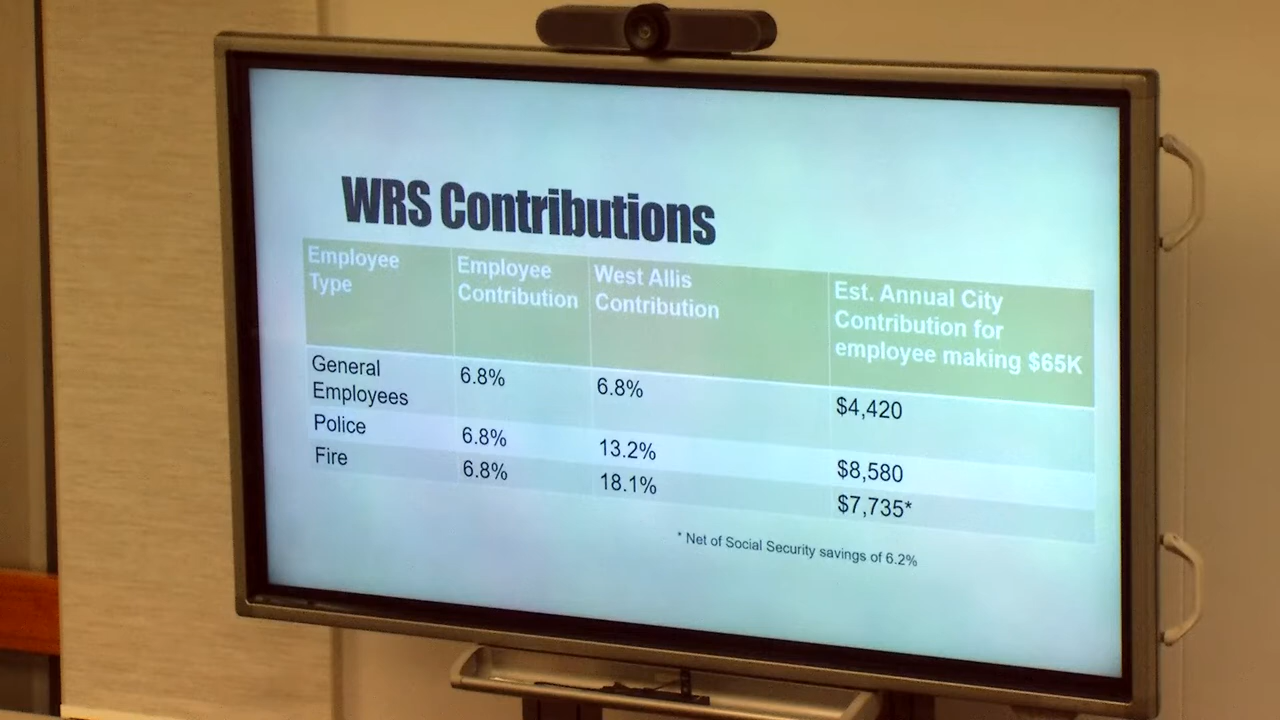 WRS Contributions
Employee Type
Employee Contribution
West Allis Contribution
Est. Annual City Contribution for employee making $65K
General Employees
6.8%
6.8%
$4,420
Police
6.8%
13.2%
$8,580
Fire
6.8%
18.1%
$7,735*
* Net of Social Security savings of 6.2%